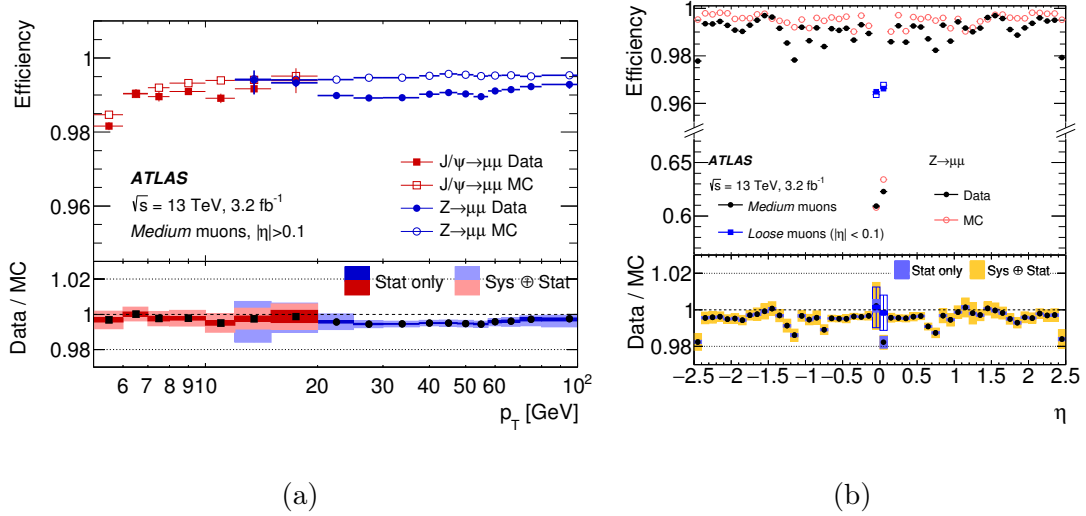 Efficiency
1
0.98
0.96
ATLAS
√s = 13 TeV, 3.2 fb⁻¹
Medium muons, |η|>0.1
J/ψ→μμ Data
J/ψ→μμ MC
Z→μμ Data
Z→μμ MC
Data / MC
1.02
1
0.98
Stat only
Sys ⊕ Stat
6 7 8 9 10 20 30 40 50 60 10²
p_T [GeV]
(a)
Efficiency
1
0.98
0.96
0.65
0.6
ATLAS
√s = 13 TeV, 3.2 fb⁻¹
Medium muons
Loose muons (|η| < 0.1)
Z→μμ
Data
MC
Data / MC
1.02
1
0.98
Stat only
Sys ⊕ Stat
−2.5 −2 −1.5 −1 −0.5 0 0.5 1 1.5 2 2.5
η
(b)